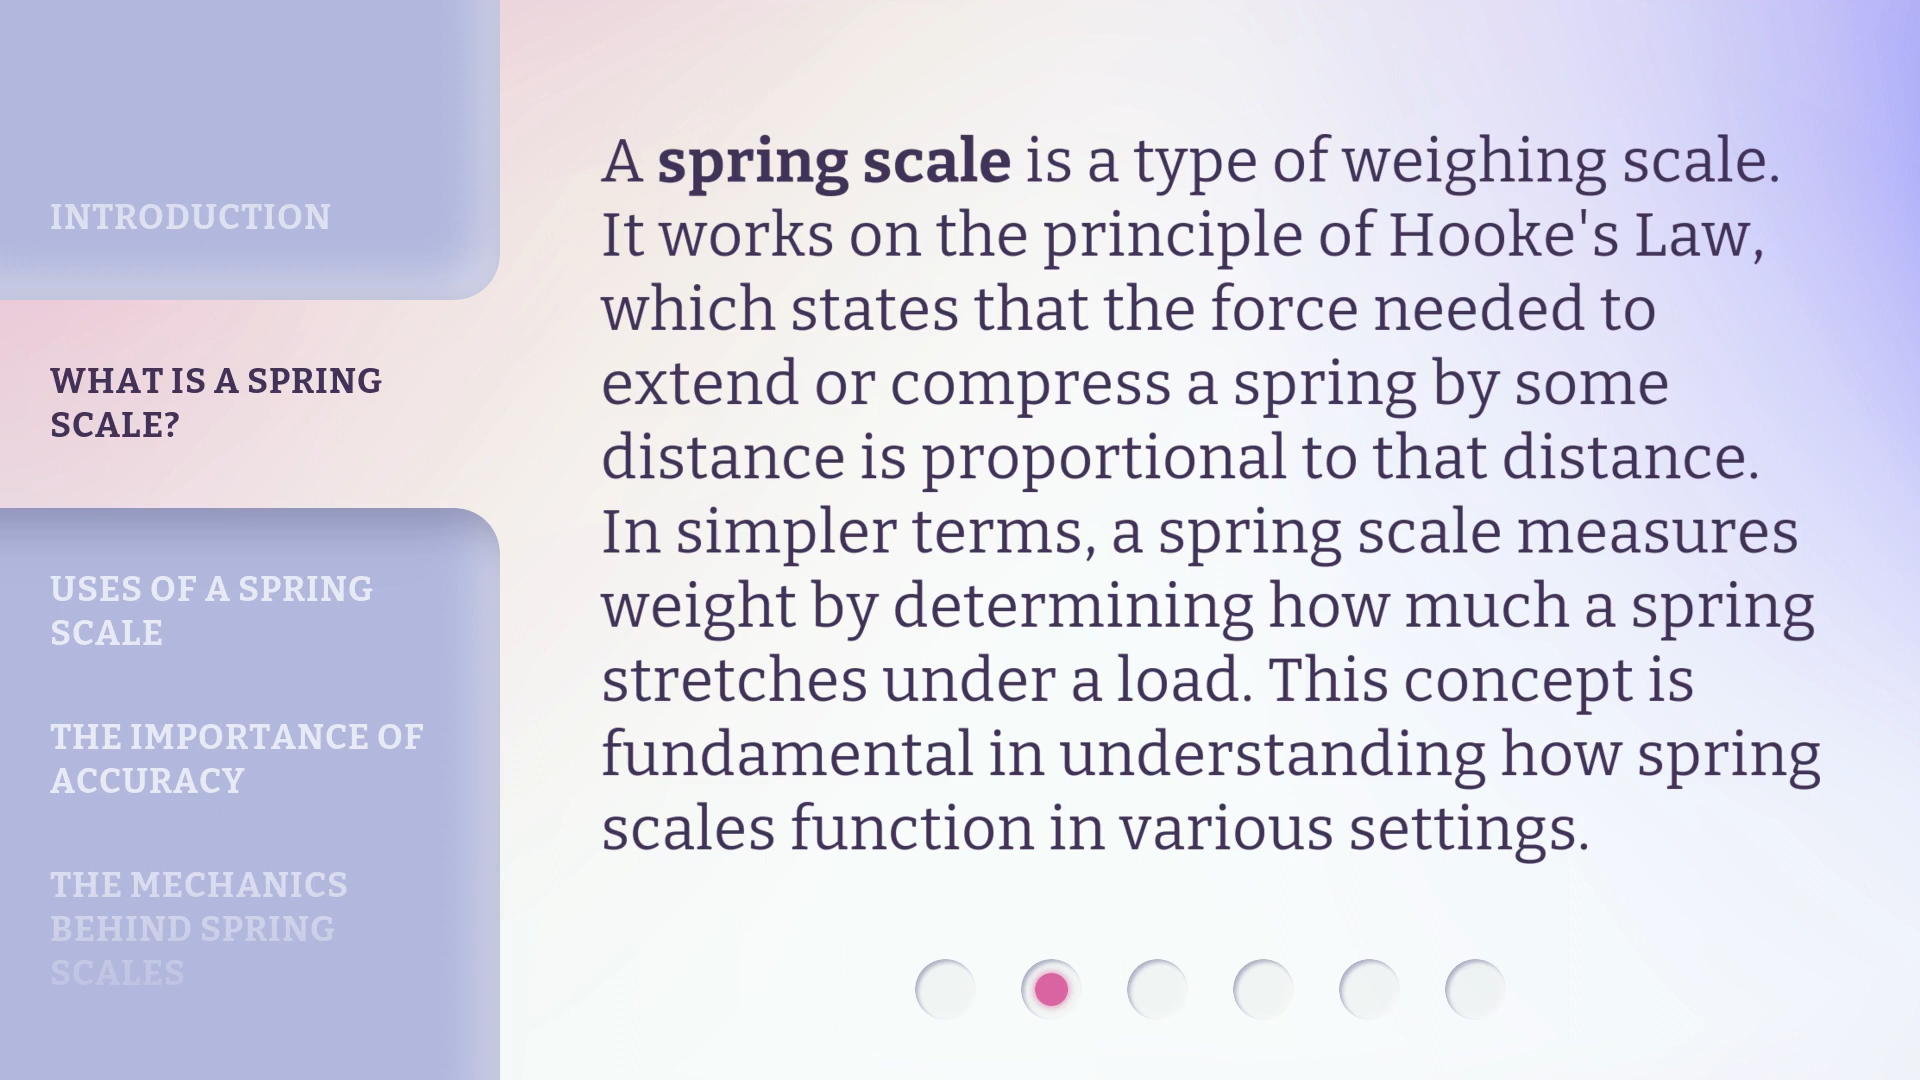 INTRODUCTION
WHAT IS A SPRING
SCALE?
USES OF A SPRING
SCALE
THE IMPORTANCE OF
ACCURACY
THE MECHANICS
BEHIND SPRING
SCALES
A spring scale is a type of weighing scale.
It works on the principle of Hooke's Law,
which states that the force needed to
extend or compress a spring by some
distance is proportional to that distance.
In simpler terms, a spring scale measures
weight by determining how much a spring
stretches under a load. This concept is
fundamental in understanding how spring
scales function in various settings.